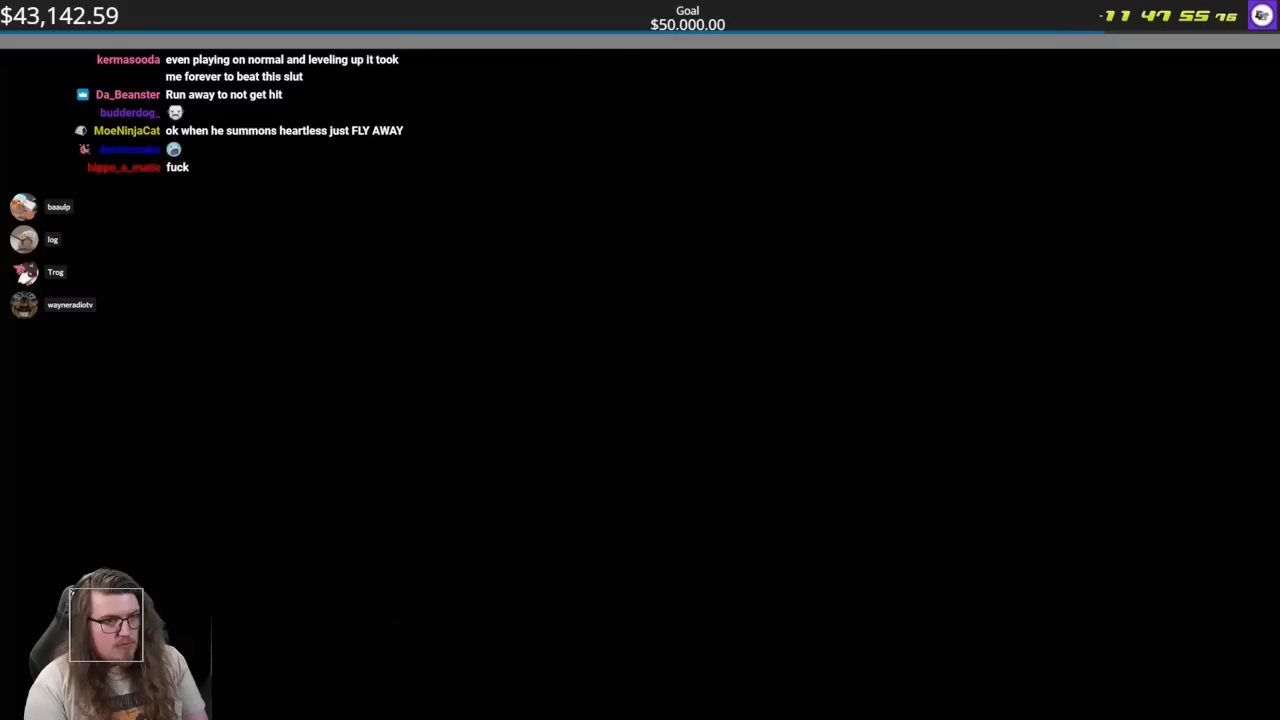 $43,142.59
Goal
$50.000.00
-11 47 55 76
kermasooda even playing on normal and leveling up it took
me forever to beat this slut
Da_Beanster Run away to not get hit
budderdog_
MoeNinjaCat ok when he summons heartless just FLY AWAY
hippo_o_matic fuck
baaulp
log
Trog
wayneradiotv